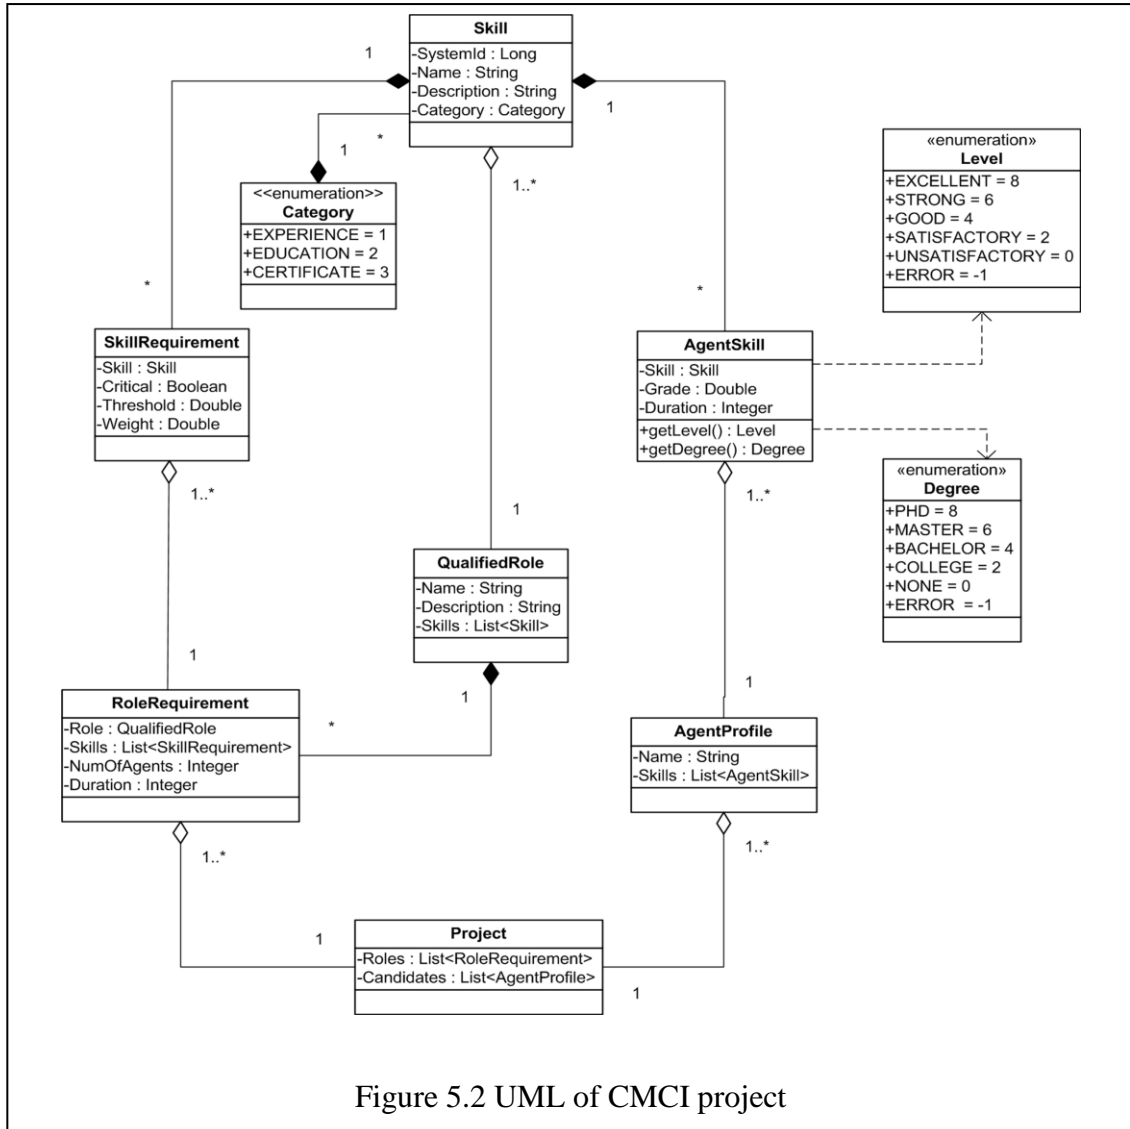 Skill
-SystemId : Long
-Name : String
-Description : String
-Category : Category
1
1
*
1
1..*
<<enumeration>>
Category
+EXPERIENCE = 1
+EDUCATION = 2
+CERTIFICATE = 3
«enumeration»
Level
+EXCELLENT = 8
+STRONG = 6
+GOOD = 4
+SATISFACTORY = 2
+UNSATISFACTORY = 0
+ERROR = -1
*
*
SkillRequirement
-Skill : Skill
-Critical : Boolean
-Threshold : Double
-Weight : Double
1..*
AgentSkill
-Skill : Skill
-Grade : Double
-Duration : Integer
+getLevel() : Level
+getDegree() : Degree
1..*
«enumeration»
Degree
+PHD = 8
+MASTER = 6
+BACHELOR = 4
+COLLEGE = 2
+NONE = 0
+ERROR = -1
1
QualifiedRole
-Name : String
-Description : String
-Skills : List<Skill>
1
1
*
RoleRequirement
-Role : QualifiedRole
-Skills : List<SkillRequirement>
-NumOfAgents : Integer
-Duration : Integer
1..*
1
AgentProfile
-Name : String
-Skills : List<AgentSkill>
1..*
1
Project
-Roles : List<RoleRequirement>
-Candidates : List<AgentProfile>
1
Figure 5.2 UML of CMCI project